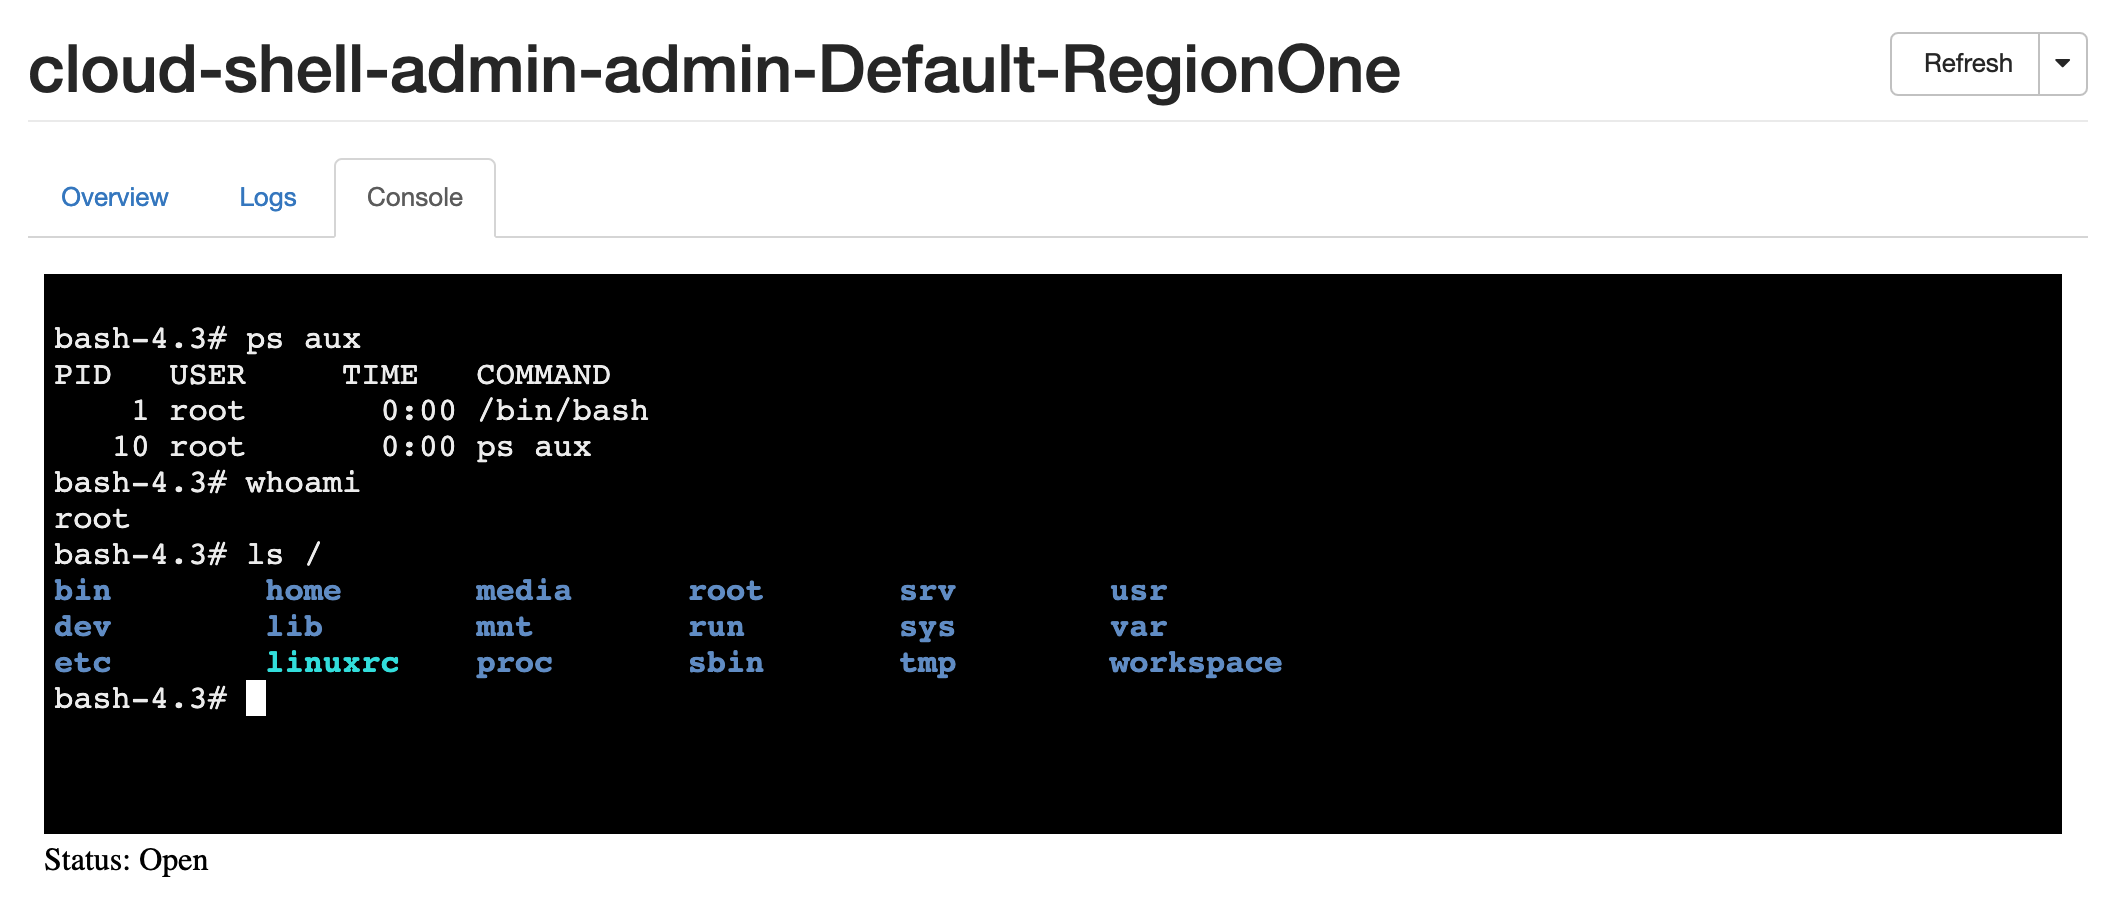 cloud-shell-admin-admin-Default-RegionOne
Refresh
Overview Logs Console
bash-4.3# ps aux
PID   USER     TIME   COMMAND
    1 root       0:00 /bin/bash
   10 root       0:00 ps aux
bash-4.3# whoami
root
bash-4.3# ls /
bin        home       media      root       srv        usr
dev        lib        mnt        run        sys        var
etc        linuxrc    proc       sbin       tmp        workspace
bash-4.3#
Status: Open